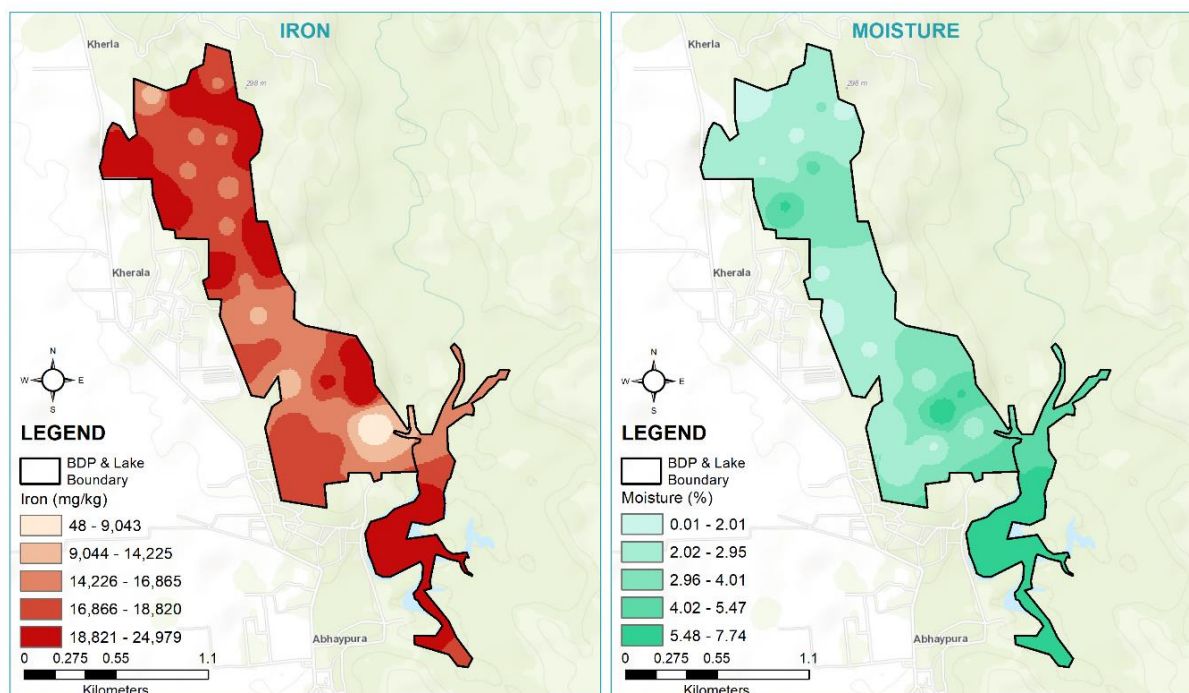 IRON
Kherla
298 m
Kherala
N
W E
S
LEGEND
BDP & Lake
Boundary
Iron (mg/kg)
48 - 9,043
9,044 - 14,225
14,226 - 16,865
16,866 - 18,820
18,821 - 24,979
0 0.275 0.55 1.1
Kilometers
Abhaypura
MOISTURE
Kherla
298 m
Kherala
N
W E
S
LEGEND
BDP & Lake
Boundary
Moisture (%)
0.01 - 2.01
2.02 - 2.95
2.96 - 4.01
4.02 - 5.47
5.48 - 7.74
0 0.275 0.55 1.1
Kilometers
Abhaypura